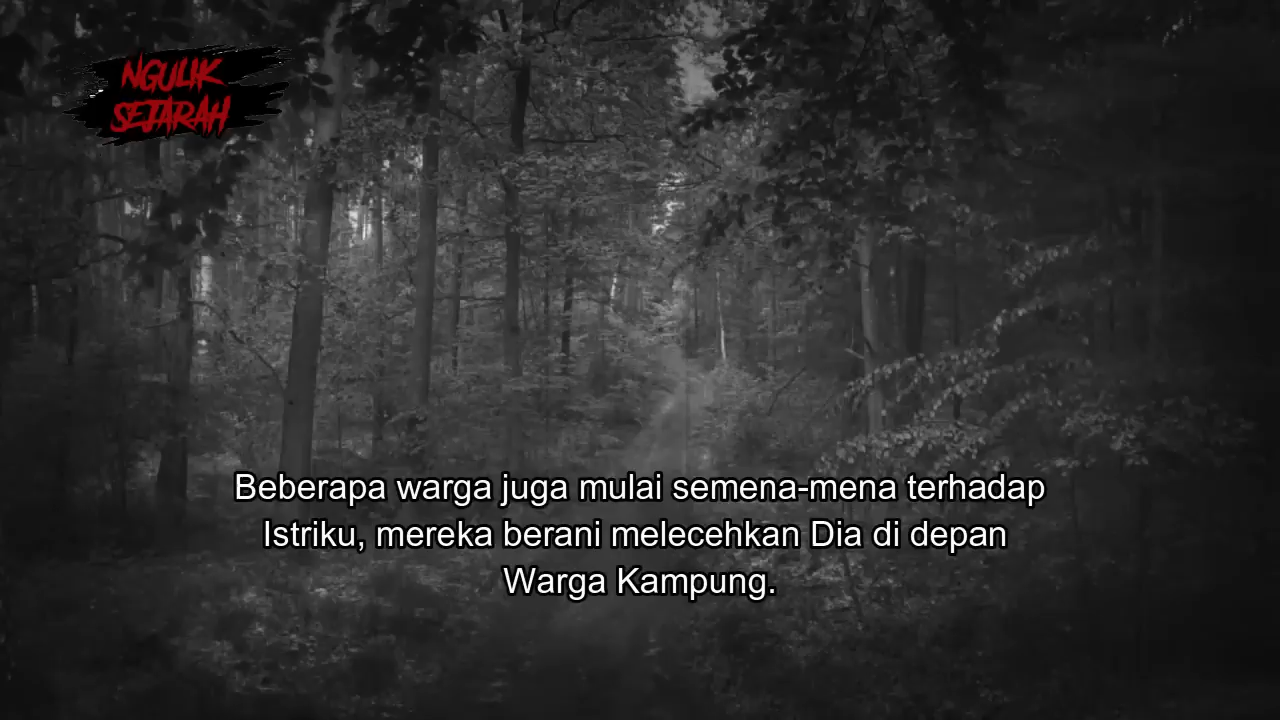 NGULIK
SEJARAH
Beberapa warga juga mulai semena-mena terhadap
Istriku, mereka berani melecehkan Dia di depan
Warga Kampung.